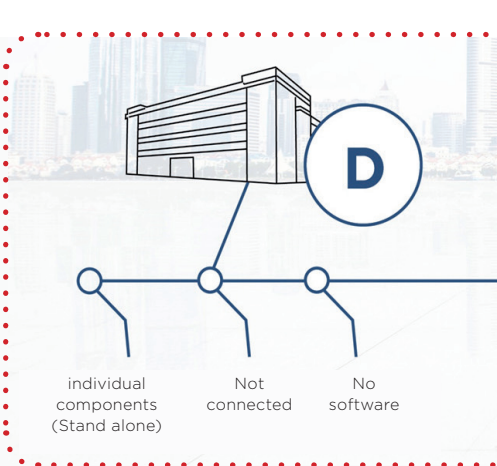 D
individual
components
(Stand alone)
Not
connected
No
software